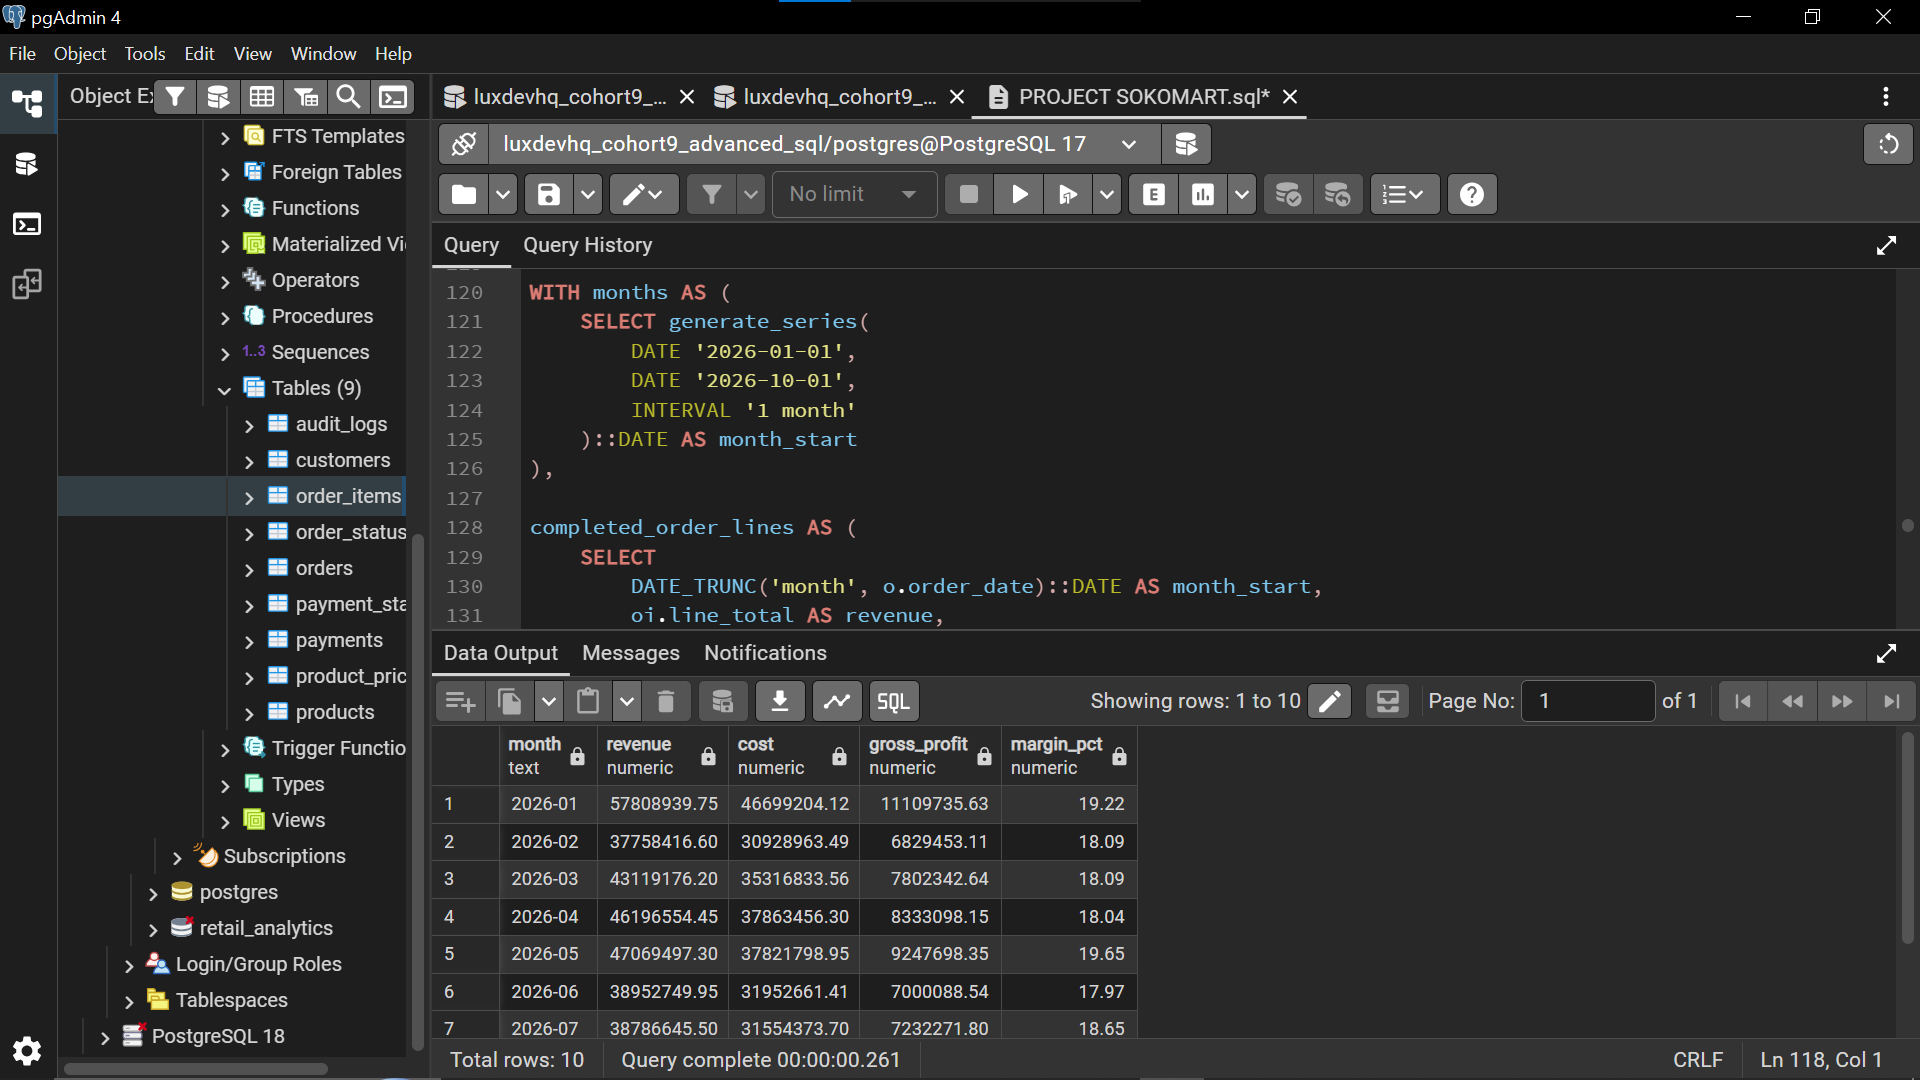 pgAdmin 4
File Object Tools Edit View Window Help
Object Ex
luxdevhq_cohort9_...
luxdevhq_cohort9_...
PROJECT SOKOMART.sql*
luxdevhq_cohort9_advanced_sql/postgres@PostgreSQL 17
No limit
E
Query
Query History
FTS Templates
Foreign Tables
Functions
Materialized Vi
Operators
Procedures
1..3 Sequences
Tables (9)
audit_logs
customers
order_items
order_status
orders
payment_sta
payments
product_pric
products
Trigger Functio
Types
Views
Subscriptions
postgres
retail_analytics
Login/Group Roles
Tablespaces
PostgreSQL 18
120 WITH months AS (
121 SELECT generate_series(
122 DATE '2026-01-01',
123 DATE '2026-10-01',
124 INTERVAL '1 month'
125 )::DATE AS month_start
126 ),
127
128 completed_order_lines AS (
129 SELECT
130 DATE_TRUNC('month', o.order_date)::DATE AS month_start,
131 oi.line_total AS revenue,
Data Output
Messages
Notifications
SQL
Showing rows: 1 to 10
Page No: 1 of 1
month text
revenue numeric
cost numeric
gross_profit numeric
margin_pct numeric
1 2026-01 57808939.75 46699204.12 11109735.63 19.22
2 2026-02 37758416.60 30928963.49 6829453.11 18.09
3 2026-03 43119176.20 35316833.56 7802342.64 18.09
4 2026-04 46196554.45 37863456.30 8333098.15 18.04
5 2026-05 47069497.30 37821798.95 9247698.35 19.65
6 2026-06 38952749.95 31952661.41 7000088.54 17.97
7 2026-07 38786645.50 31554373.70 7232271.80 18.65
Total rows: 10
Query complete 00:00:00.261
CRLF
Ln 118, Col 1